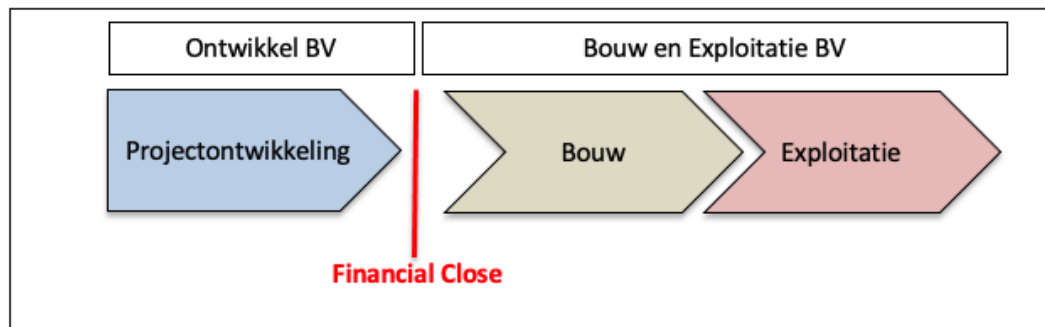 Ontwikkel BV
Bouw en Exploitatie BV
Projectontwikkeling
Bouw
Exploitatie
Financial Close